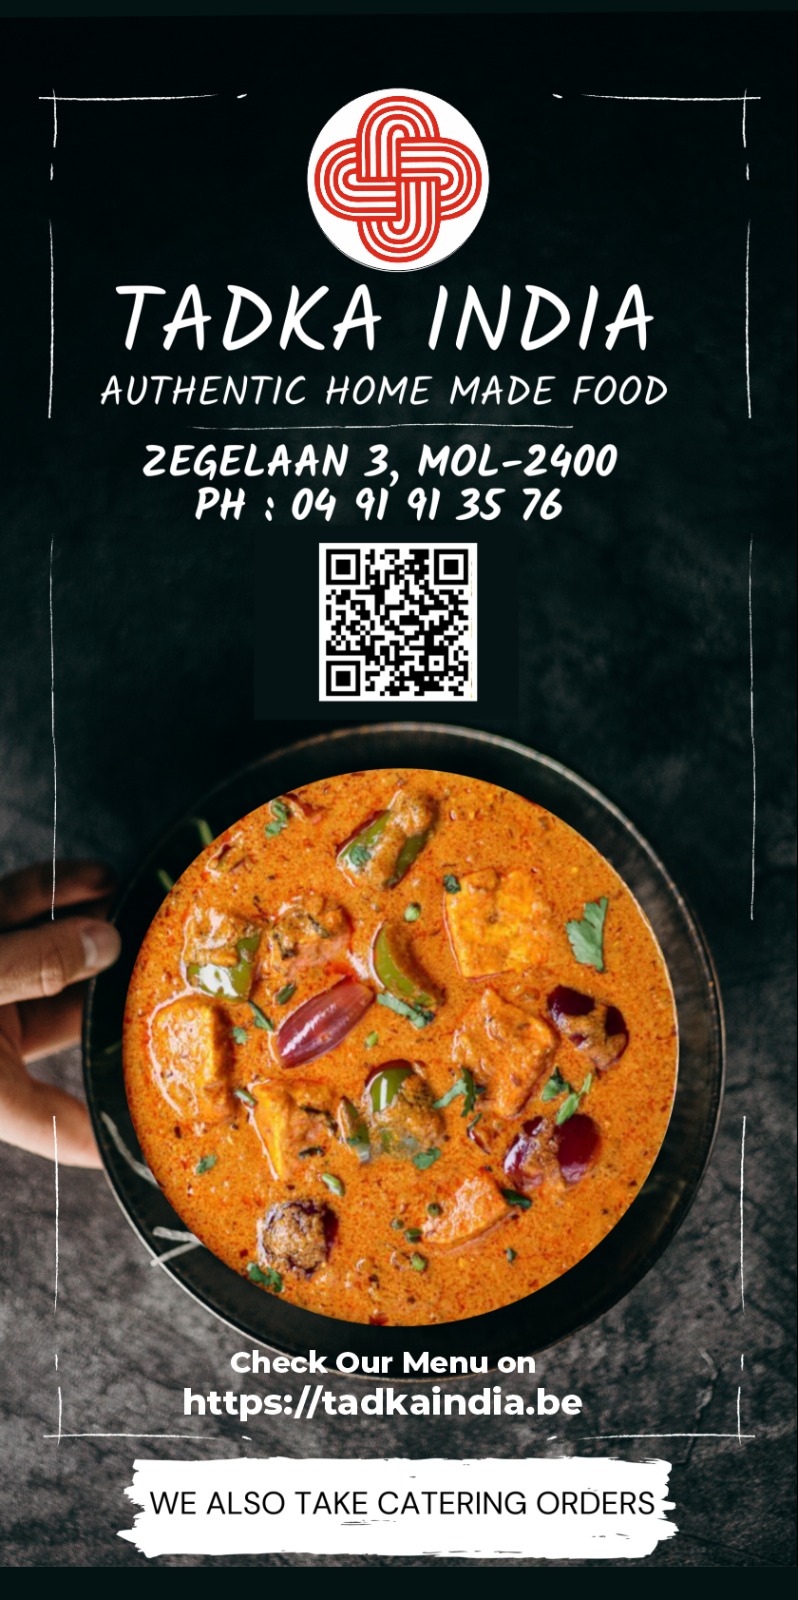 TADKA INDIA
AUTHENTIC HOME MADE FOOD
ZEGELAAN 3, MOL-2400
PH : 04 91 91 35 76
Check Our Menu on
https://tadkaindia.be
WE ALSO TAKE CATERING ORDERS